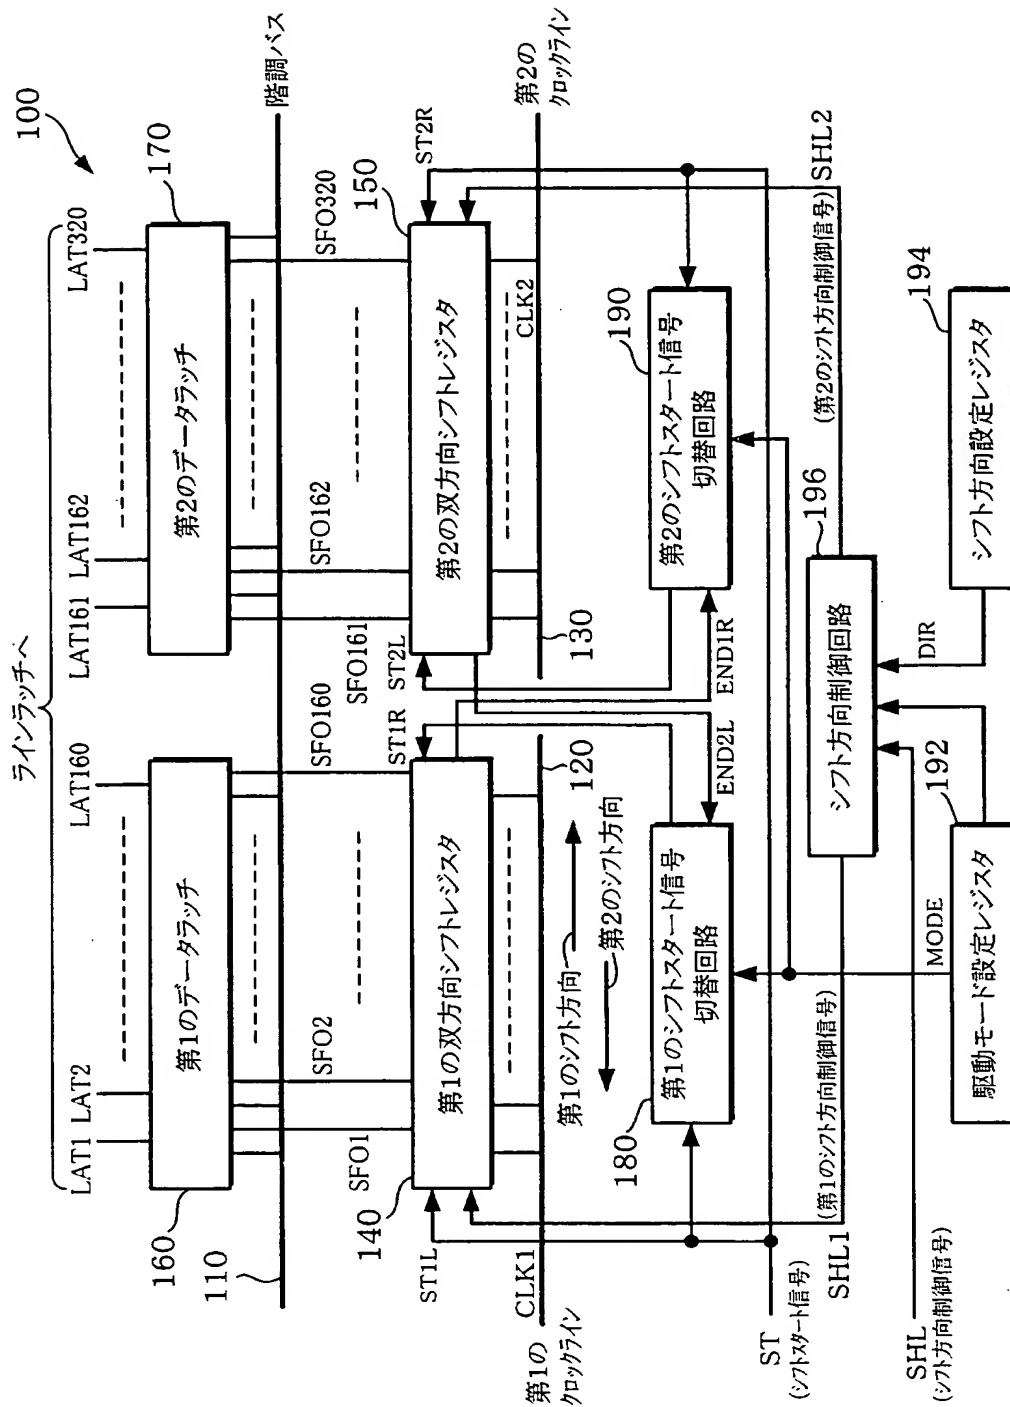 100
ラインラッチへ
LAT1
LAT2
LAT160
LAT161
LAT162
LAT320
160
第1のデータラッチ
第2のデータラッチ
170
110
階調バス
SFO1
SFO2
SFO160
SFO161
SFO162
SFO320
140
第1の双方向シフトレジスタ
第2の双方向シフトレジスタ
150
ST1L
ST1R
ST2L
ST2R
第1の
クロックライン
CLK1
120
130
CLK2
第2の
クロックライン
第1のシフト方向
第2のシフト方向
180
第1のシフトスタート信号
切替回路
END2L
END1R
第2のシフトスタート信号
切替回路
190
ST
(シフトスタート信号)
SHL1
(第1のシフト方向制御信号)
シフト方向制御回路
196
(第2のシフト方向制御信号)
SHL2
SHL
(シフト方向制御信号)
MODE
192
DIR
194
駆動モード設定レジスタ
シフト方向設定レジスタ